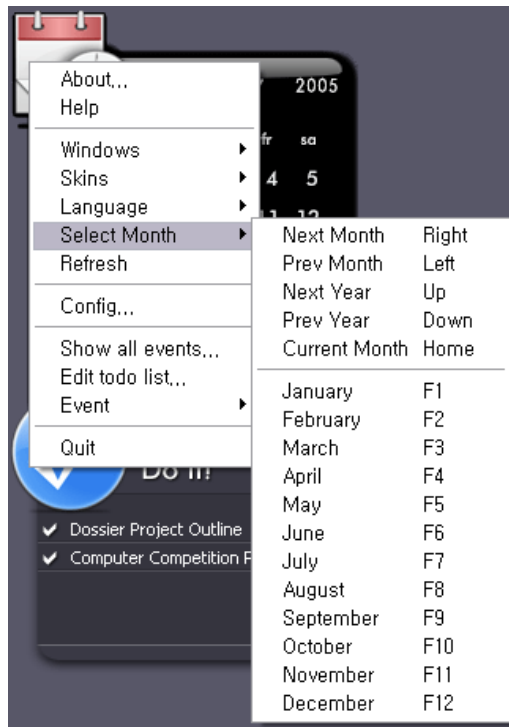 2005
fr sa
4 5
11 12
About...
Help
Windows
Skins
Language
Select Month
Refresh
Config...
Show all events...
Edit todo list...
Event
Quit
Next Month Right
Prev Month Left
Next Year Up
Prev Year Down
Current Month Home
January F1
February F2
March F3
April F4
May F5
June F6
July F7
August F8
September F9
October F10
November F11
December F12
Do It!
Dossier Project Outline
Computer Competition